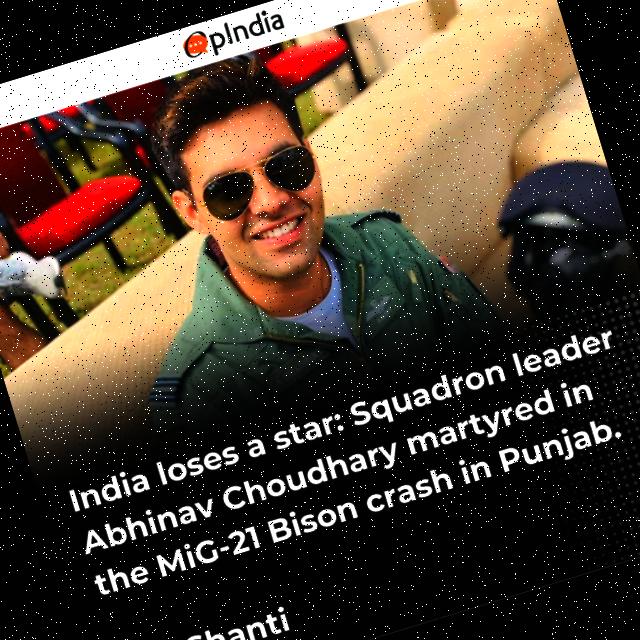 OpIndia
India loses a star: Squadron leader
Abhinav Choudhary martyred in
the MiG-21 Bison crash in Punjab.
Shanti